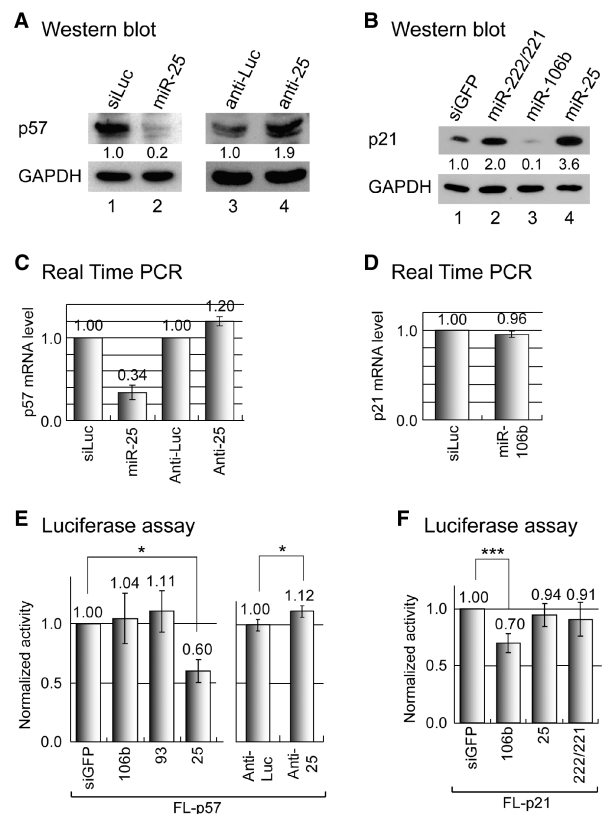 A Western blot
siLuc
miR-25
anti-Luc
anti-25
p57
1.0 0.2 1.0 1.9
GAPDH
1 2 3 4
B Western blot
siGFP
miR-222/221
miR-106b
miR-25
p21
1.0 2.0 0.1 3.6
GAPDH
1 2 3 4
C Real Time PCR
p57 mRNA level
1.0
0.0
1.00
0.34
1.00
1.20
siLuc
miR-25
Anti-Luc
Anti-25
D Real Time PCR
p21 mRNA level
1.0
0.0
1.00
0.96
siLuc
miR-
106b
E Luciferase assay
Normalized activity
1.0
0.5
0.0
*
1.00
1.04
1.11
0.60
siGFP
106b
93
25
*
1.00
1.12
Anti-
Luc
Anti-
25
FL-p57
F Luciferase assay
Normalized activity
1.0
0.5
0.0
***
1.00
0.70
0.94
0.91
siGFP
106b
25
222/221
FL-p21